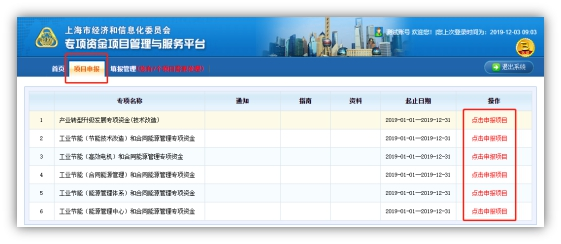 上海市经济和信息化委员会
专项资金项目管理与服务平台
测试账号 欢迎您！您上次登录时间为：2019-12-03 09:03
首页 项目申报 填报管理
退出系统
专项名称 通知 指南 资料 起止日期 操作
1 产业转型升级发展专项资金(技术改造) 2019-01-01—2019-12-31 点击申报项目
2 工业节能（节能技术改造）和合同能源管理专项资金 2019-01-01—2019-12-31 点击申报项目
3 工业节能（高效电机）和合同能源管理专项资金 2019-01-01—2019-12-31 点击申报项目
4 工业节能（合同能源管理）和合同能源管理专项资金 2019-01-01—2019-12-31 点击申报项目
5 工业节能（能源管理体系）和合同能源管理专项资金 2019-01-01—2019-12-31 点击申报项目
6 工业节能（能源管理中心）和合同能源管理专项资金 2019-01-01—2019-12-31 点击申报项目